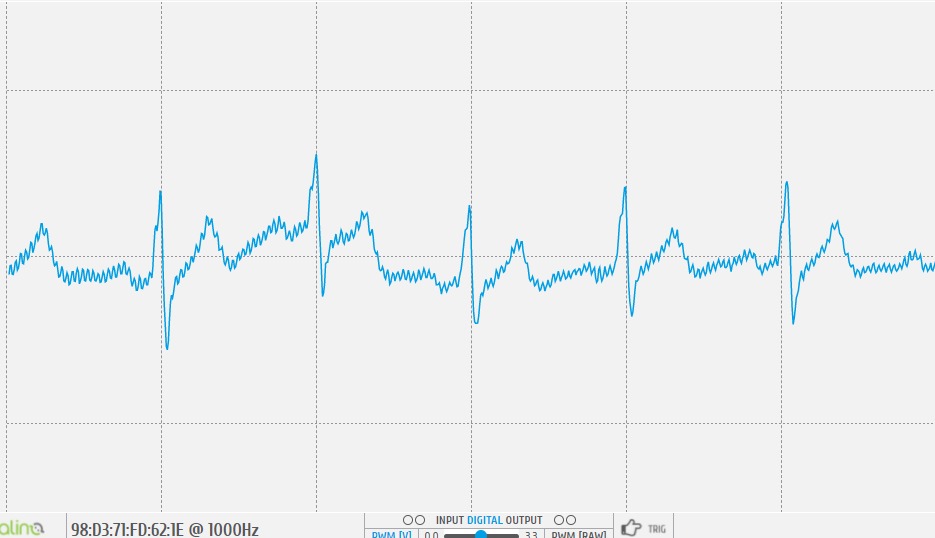 98:D3:71:FD:62:1E @ 1000Hz
INPUT DIGITAL OUTPUT
PWM [V] 0.0 3.3 PWM [RAW]
TRIG